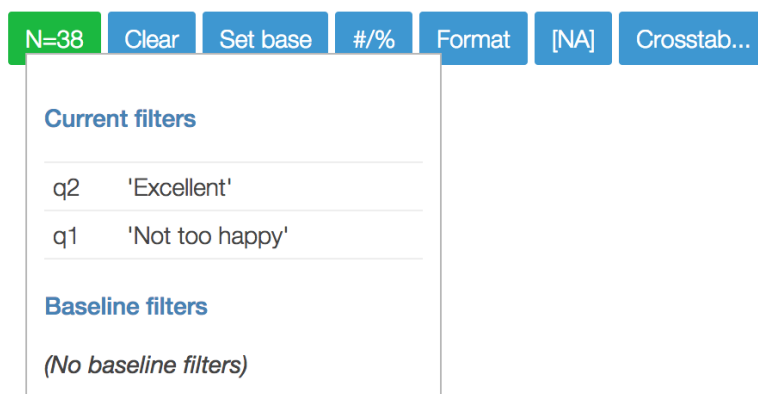 N=38 Clear Set base #/% Format [NA] Crosstab...
Current filters
q2 'Excellent'
q1 'Not too happy'
Baseline filters
(No baseline filters)